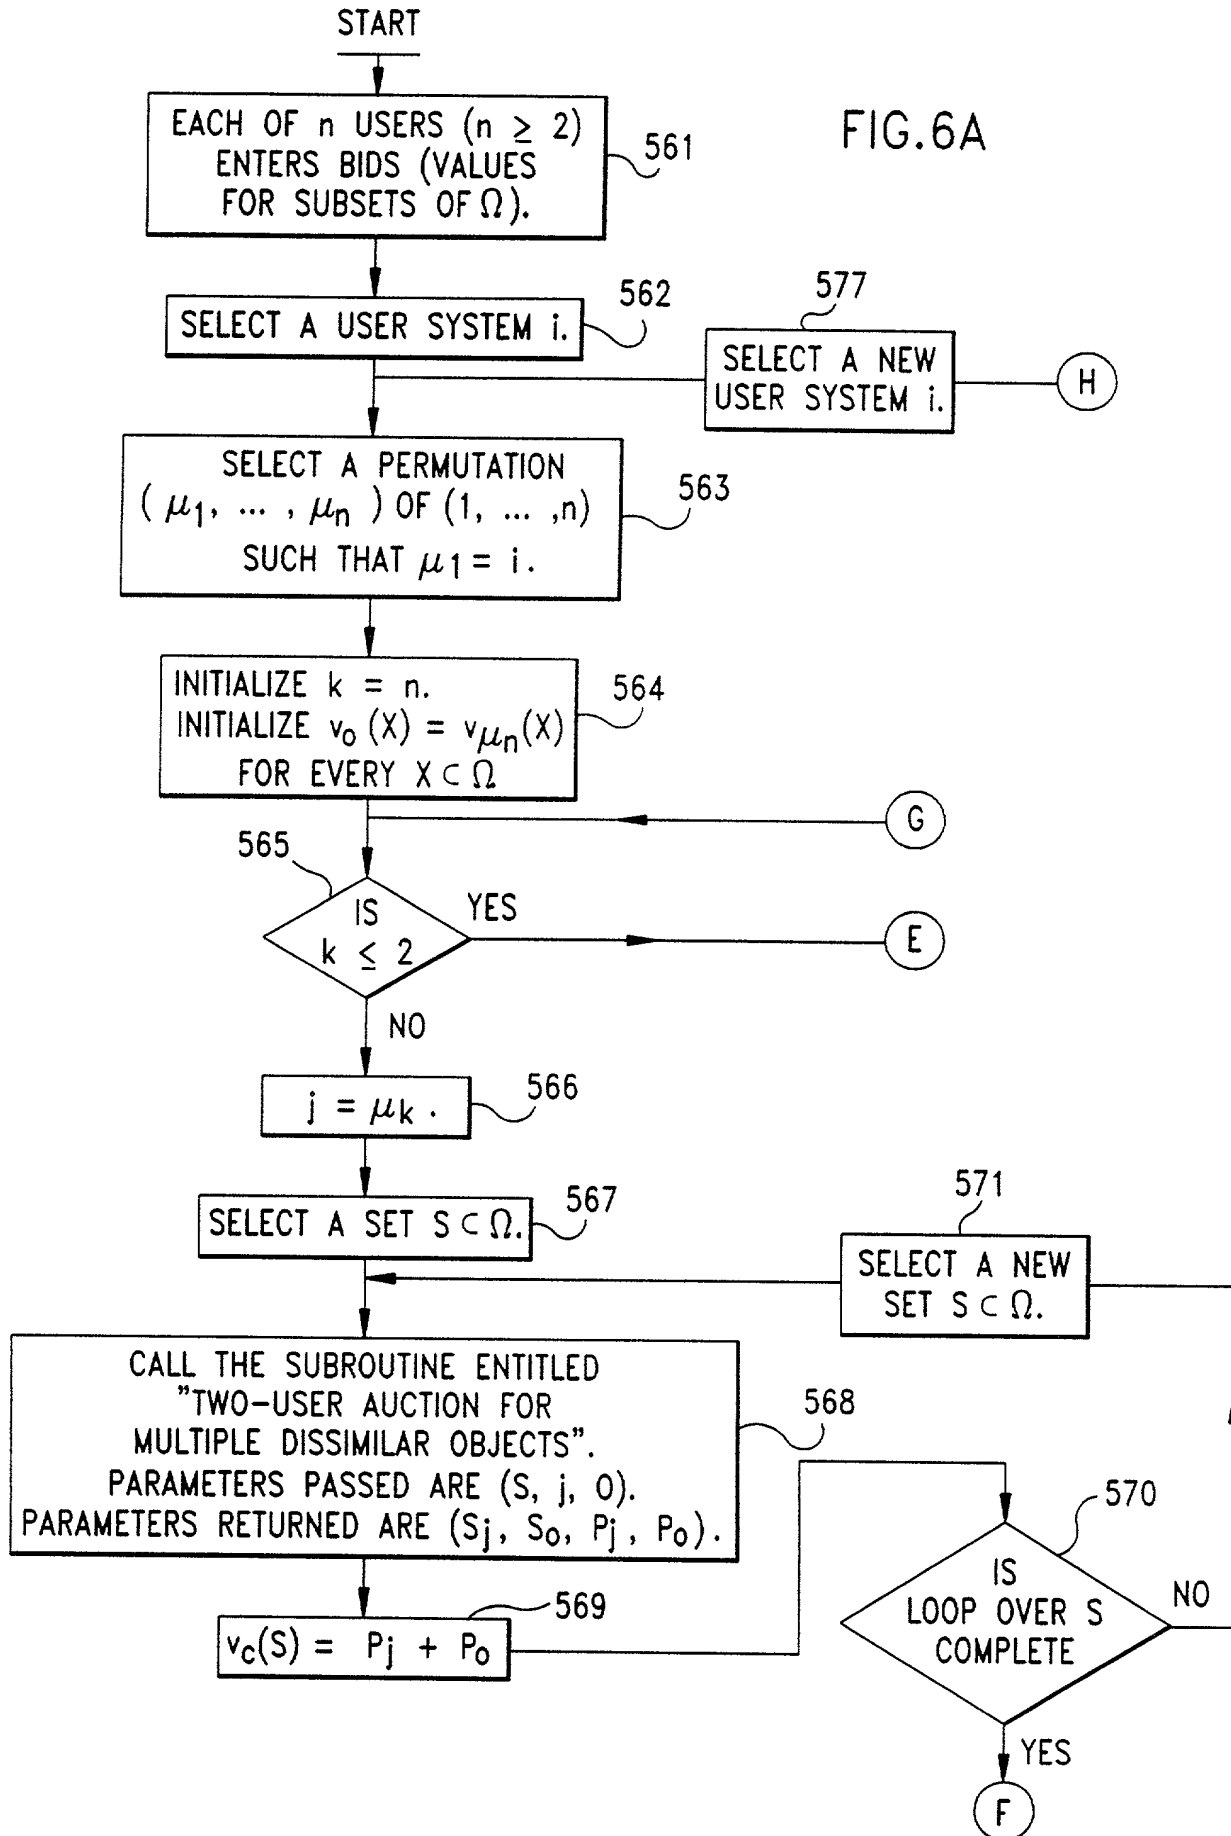 START
FIG.6A
EACH OF n USERS (n ≥ 2)
ENTERS BIDS (VALUES
FOR SUBSETS OF Ω).
561
SELECT A USER SYSTEM i.
562
577
SELECT A NEW
USER SYSTEM i.
H
SELECT A PERMUTATION
( μ1, ... , μn ) OF (1, ... ,n)
SUCH THAT μ1 = i.
563
INITIALIZE k = n.
INITIALIZE vo (X) = vμn(X)
FOR EVERY X ⊂ Ω
564
G
565
IS
k ≤ 2
YES
E
NO
j = μk .
566
SELECT A SET S ⊂ Ω.
567
571
SELECT A NEW
SET S ⊂ Ω.
CALL THE SUBROUTINE ENTITLED
"TWO-USER AUCTION FOR
MULTIPLE DISSIMILAR OBJECTS".
PARAMETERS PASSED ARE (S, j, 0).
PARAMETERS RETURNED ARE (Sj, So, Pj , Po).
568
vc(S) = Pj + Po
569
570
IS
LOOP OVER S
COMPLETE
NO
YES
F